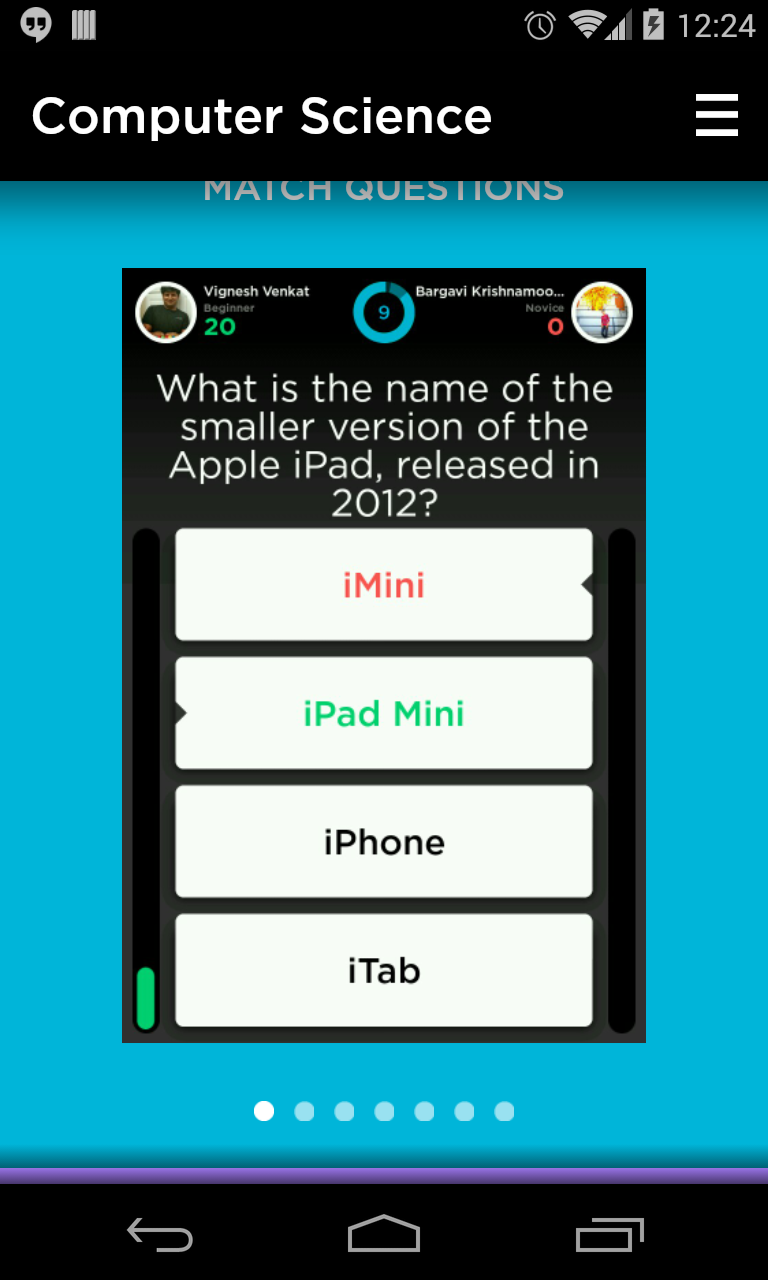 12:24
Computer Science
MATCH QUESTIONS
Vignesh Venkat
Beginner
20
9
Bargavi Krishnamoo...
Novice
0
What is the name of the
smaller version of the
Apple iPad, released in
2012?
iMini
iPad Mini
iPhone
iTab